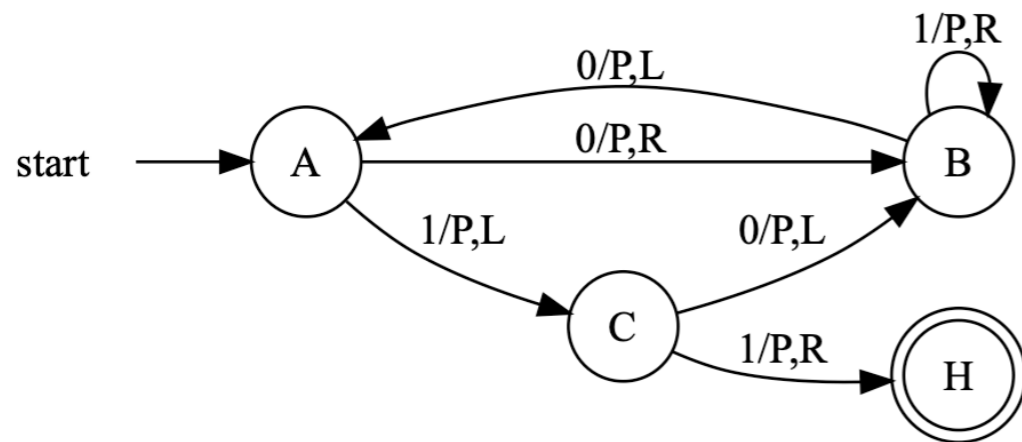 1/P,R
0/P,L
0/P,R
start
A
B
1/P,L
0/P,L
C
1/P,R
H